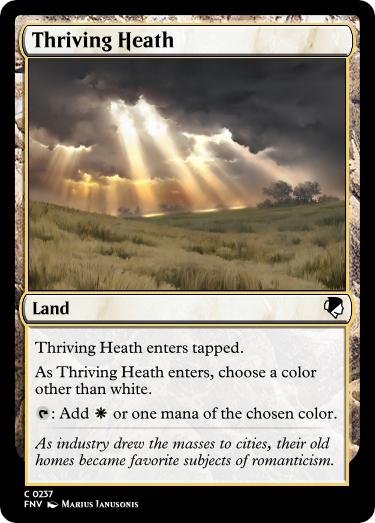 Thriving Heath
Land
Thriving Heath enters tapped.
As Thriving Heath enters, choose a color
other than white.
: Add or one mana of the chosen color.
As industry drew the masses to cities, their old
homes became favorite subjects of romanticism.
C 0237
FNV Marius Janusonis